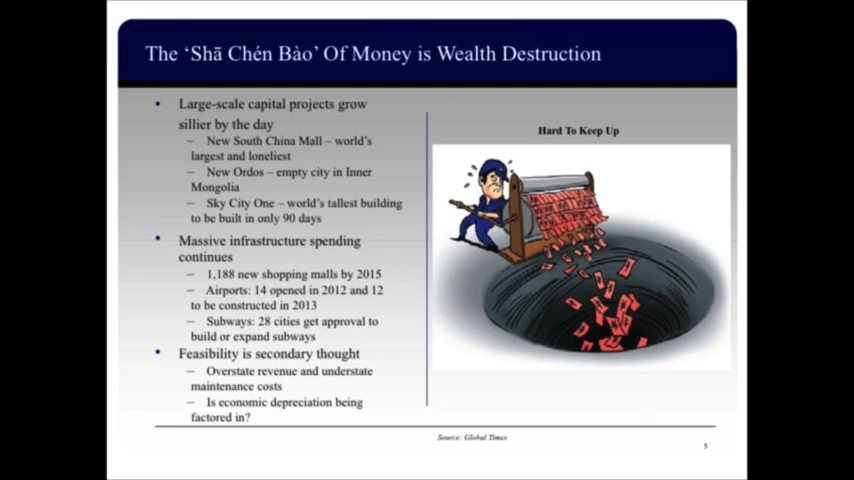 The ‘Shā Chén Bào’ Of Money is Wealth Destruction
• Large-scale capital projects grow
sillier by the day
– New South China Mall – world’s
largest and loneliest
– New Ordos – empty city in Inner
Mongolia
– Sky City One – world’s tallest building
to be built in only 90 days
• Massive infrastructure spending
continues
– 1,188 new shopping malls by 2015
– Airports: 14 opened in 2012 and 12
to be constructed in 2013
– Subways: 28 cities get approval to
build or expand subways
• Feasibility is secondary thought
– Overstate revenue and understate
maintenance costs
– Is economic depreciation being
factored in?
Hard To Keep Up
Source: Global Times
5